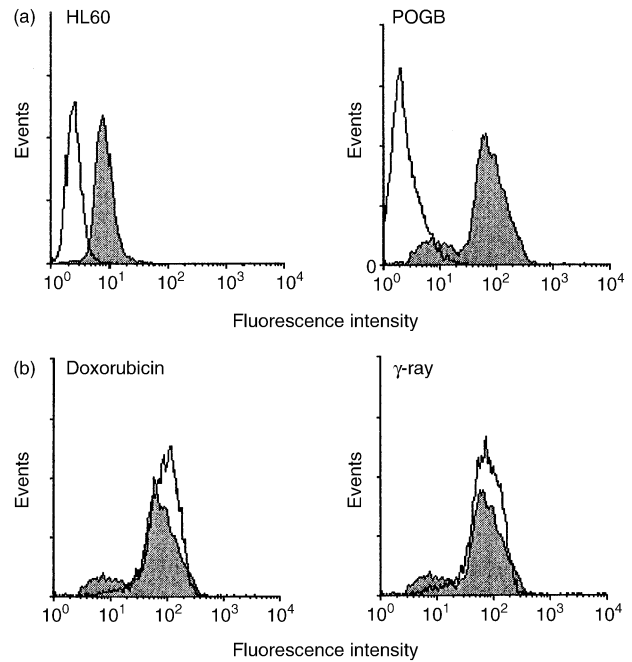 (a) HL60 POGB
Events Events
0
10⁰ 10¹ 10² 10³ 10⁴ 10⁰ 10¹ 10² 10³ 10⁴
Fluorescence intensity
(b) Doxorubicin γ-ray
Events Events
10⁰ 10¹ 10² 10³ 10⁴ 10⁰ 10¹ 10² 10³ 10⁴
Fluorescence intensity